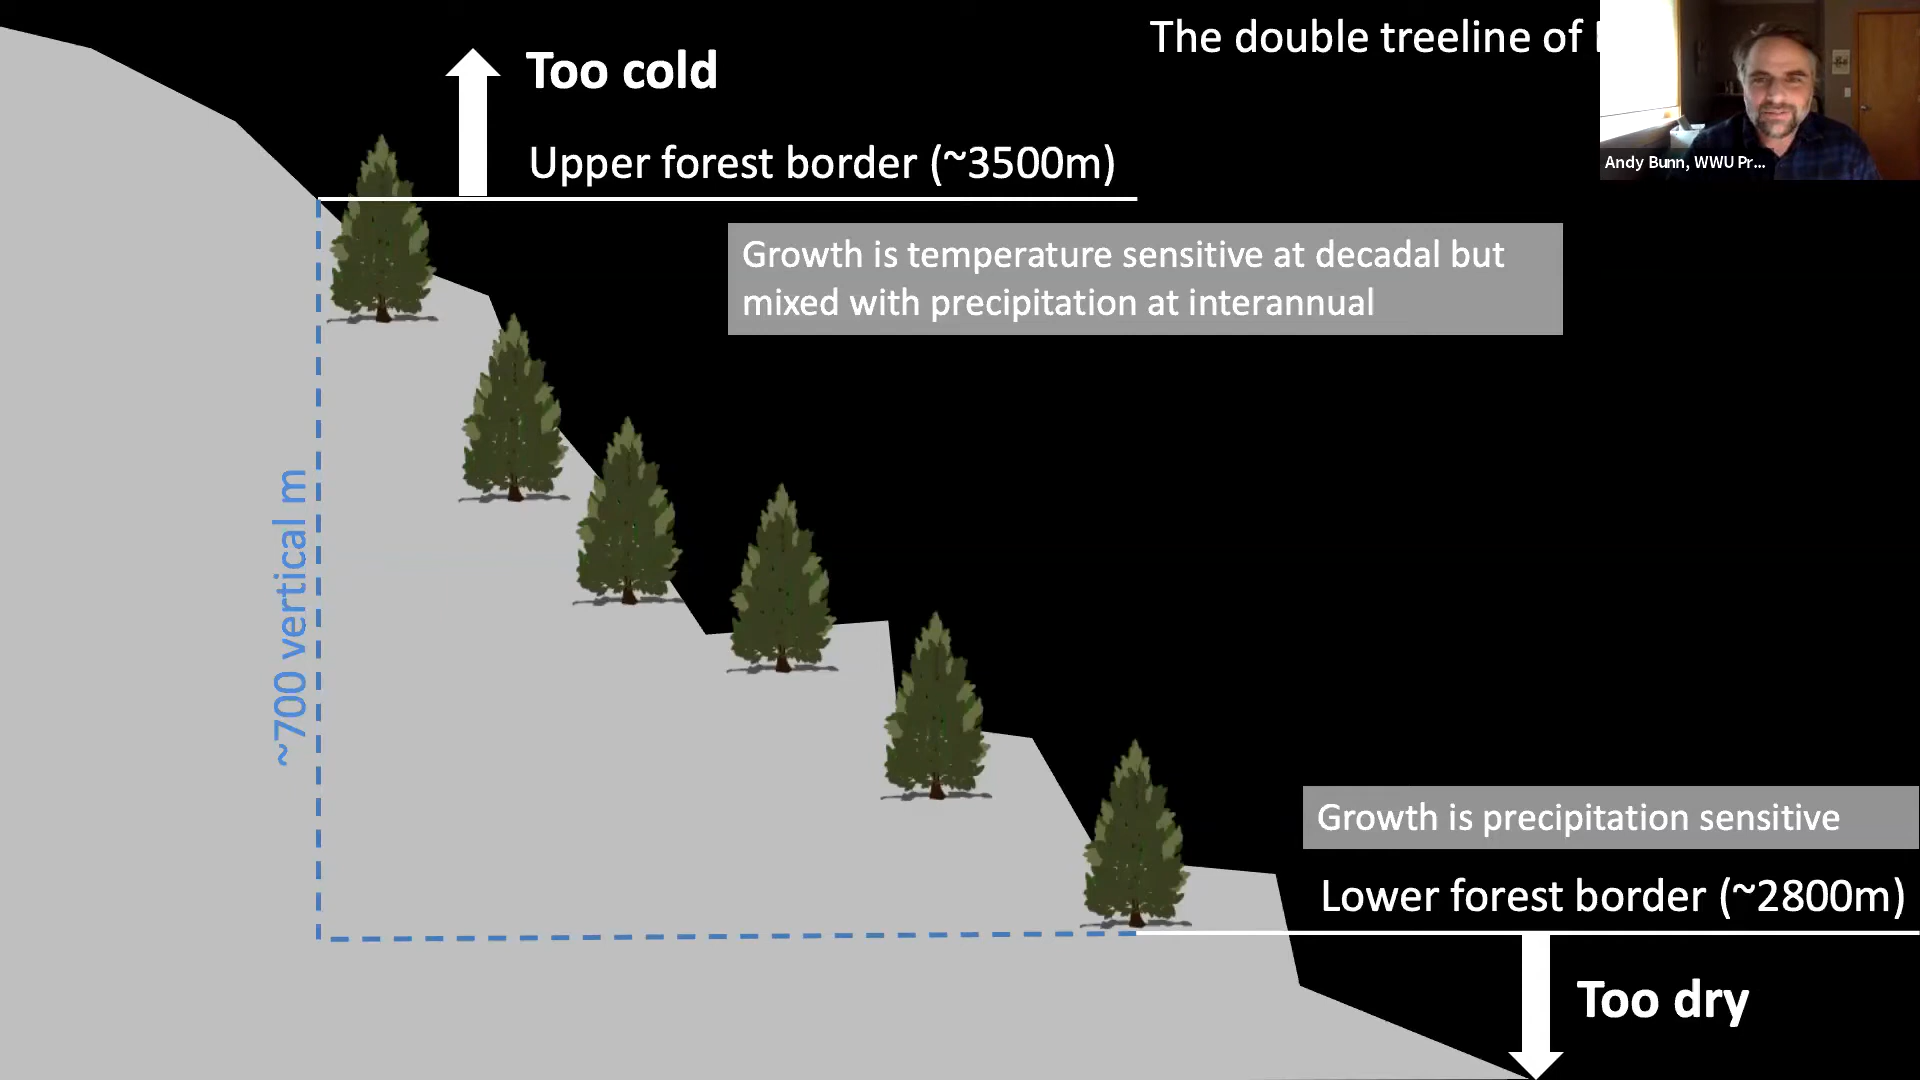 The double treeline of
Too cold
Andy Bunn, WWU Pr...
Upper forest border (~3500m)
Growth is temperature sensitive at decadal but
mixed with precipitation at interannual
~700 vertical m
Growth is precipitation sensitive
Lower forest border (~2800m)
Too dry